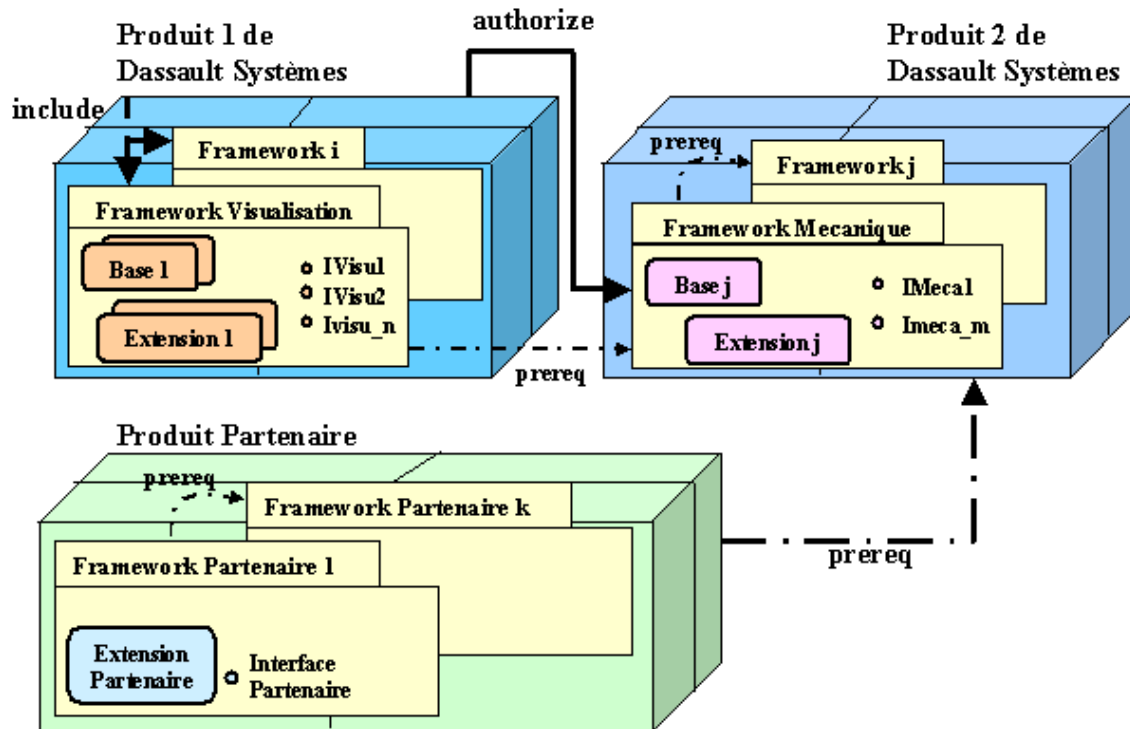 authorize
Produit 1 de
Dassault Systèmes
Produit 2 de
Dassault Systèmes
include
Framework i
prereq
Framework j
Framework Visualisation
Framework Mecanique
Base 1
IVisu1
IVisu2
Ivisu_n
Extension 1
Base j
IMeca1
Imeca_m
Extension j
prereq
Produit Partenaire
prereq
Framework Partenaire k
Framework Partenaire 1
prereq
Extension
Partenaire
Interface
Partenaire